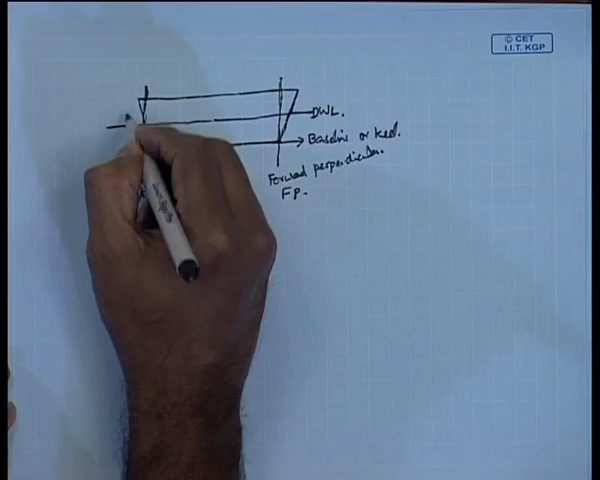 © CET
I.I.T. KGP
DWL.
Baseline or keel.
Forward perpendicular.
FP.